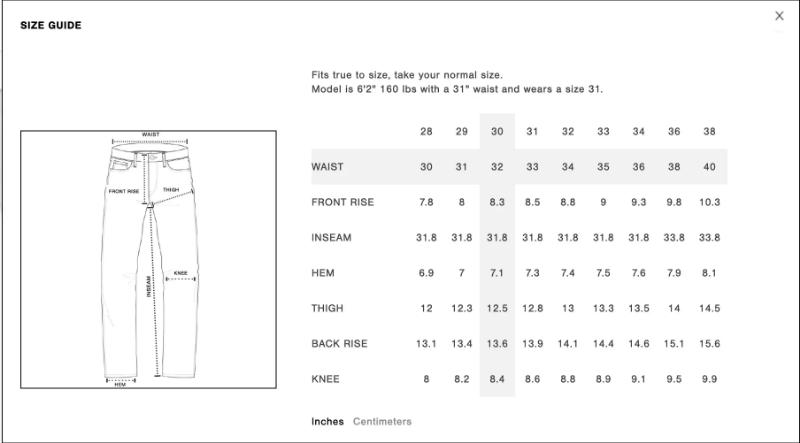 SIZE GUIDE
X
Fits true to size, take your normal size.
Model is 6'2" 160 lbs with a 31" waist and wears a size 31.
28 29 30 31 32 33 34 36 38
WAIST 30 31 32 33 34 35 36 38 40
FRONT RISE 7.8 8 8.3 8.5 8.8 9 9.3 9.8 10.3
INSEAM 31.8 31.8 31.8 31.8 31.8 31.8 31.8 33.8 33.8
HEM 6.9 7 7.1 7.3 7.4 7.5 7.6 7.9 8.1
THIGH 12 12.3 12.5 12.8 13 13.3 13.5 14 14.5
BACK RISE 13.1 13.4 13.6 13.9 14.1 14.4 14.6 15.1 15.6
KNEE 8 8.2 8.4 8.6 8.8 8.9 9.1 9.5 9.9
Inches Centimeters
WAIST
FRONT RISE THIGH
KNEE
INSEAM
HEM